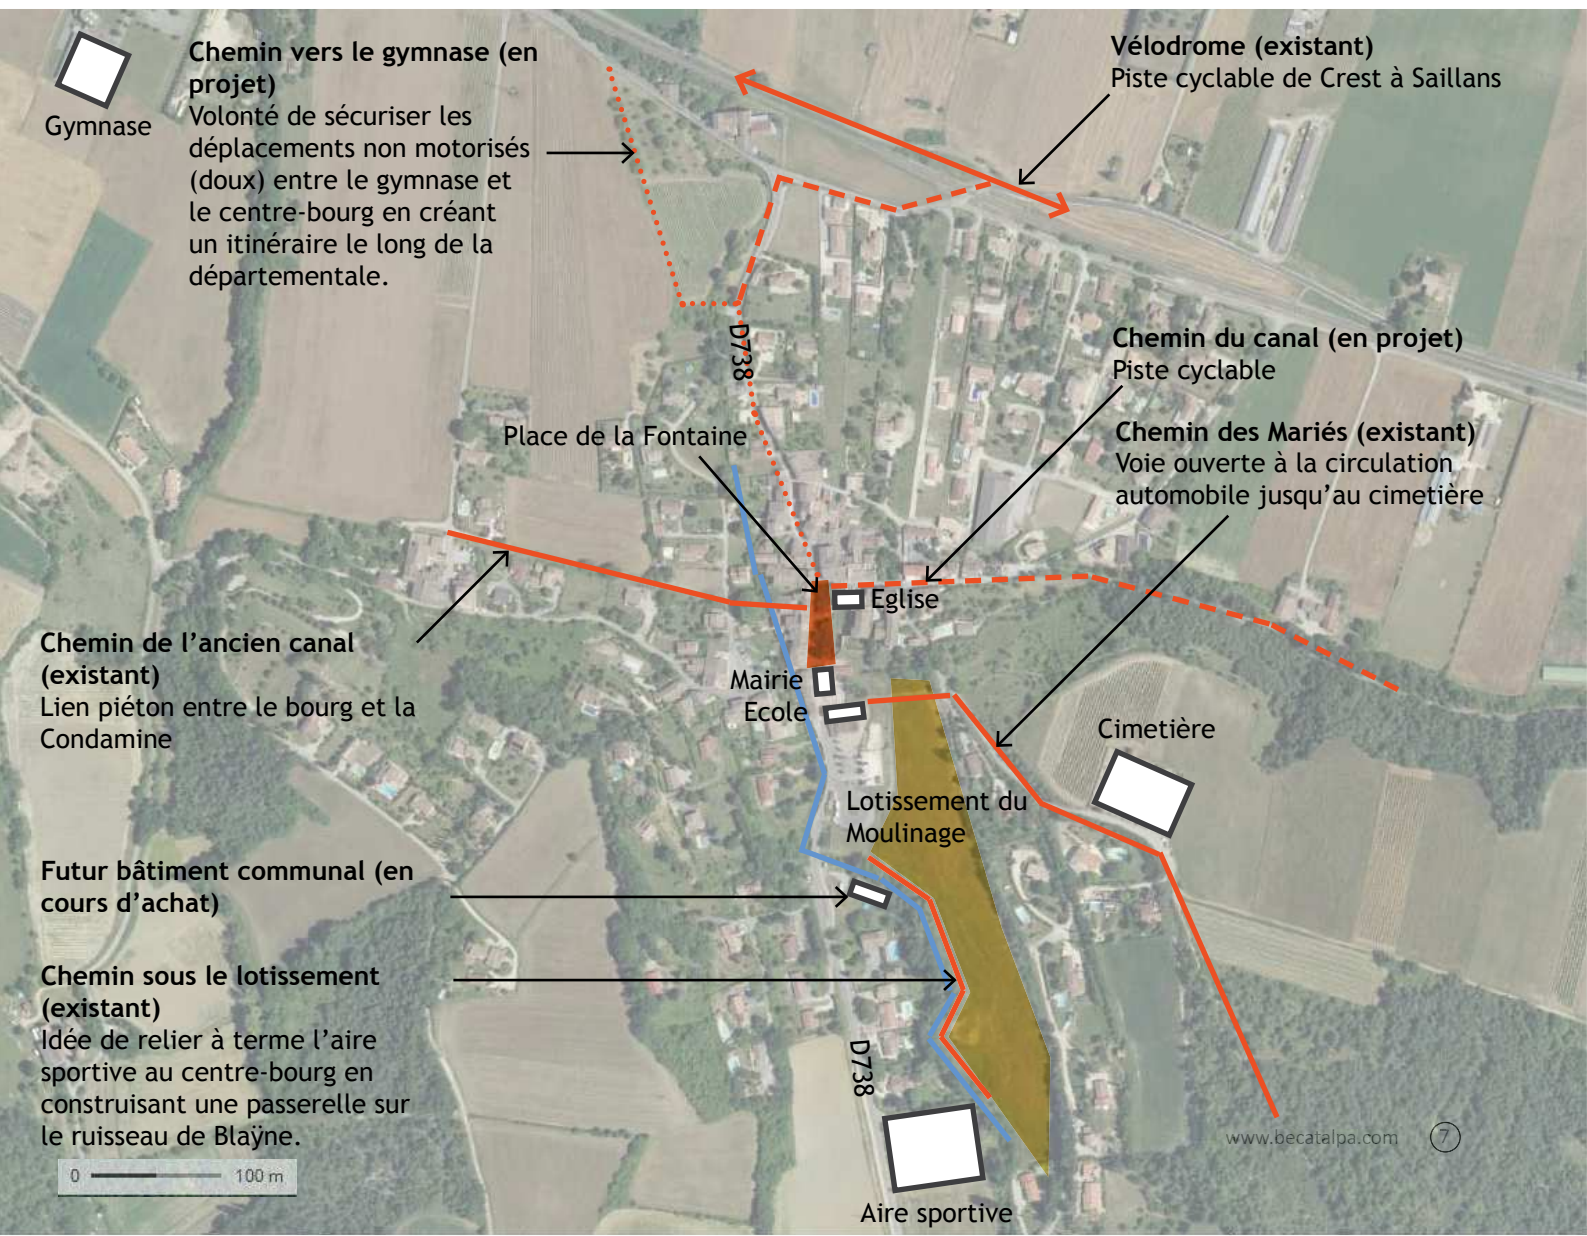 Gymnase
Chemin vers le gymnase (en
projet)
Volonté de sécuriser les
déplacements non motorisés
(doux) entre le gymnase et
le centre-bourg en créant
un itinéraire le long de la
départementale.
Vélodrome (existant)
Piste cyclable de Crest à Saillans
D738
Chemin du canal (en projet)
Piste cyclable
Chemin des Mariés (existant)
Voie ouverte à la circulation
automobile jusqu’au cimetière
Place de la Fontaine
Eglise
Chemin de l’ancien canal
(existant)
Lien piéton entre le bourg et la
Condamine
Mairie
Ecole
Cimetière
Lotissement du
Moulinage
Futur bâtiment communal (en
cours d’achat)
Chemin sous le lotissement
(existant)
Idée de relier à terme l’aire
sportive au centre-bourg en
construisant une passerelle sur
le ruisseau de Blaÿne.
D738
0 100 m
Aire sportive
www.becatalpa.com 7